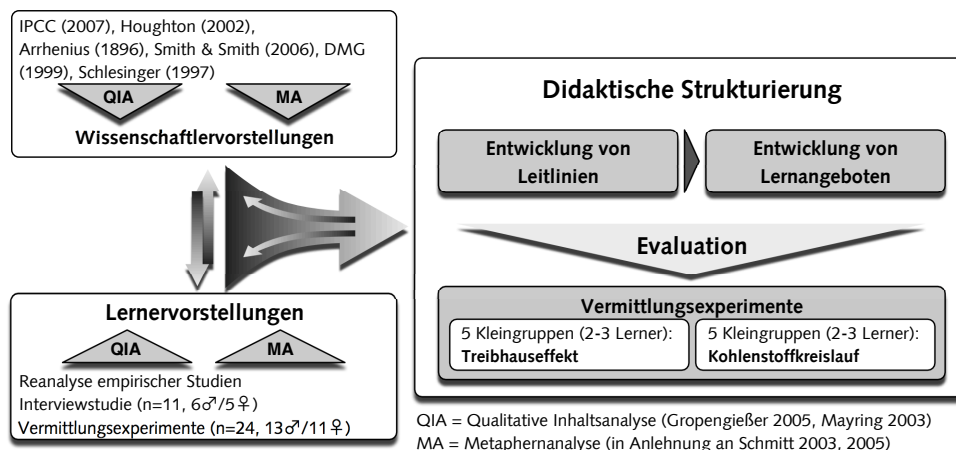 IPCC (2007), Houghton (2002),
Arrhenius (1896), Smith & Smith (2006), DMG
(1999), Schlesinger (1997)
QIA
MA
Wissenschaftlervorstellungen
Lernervorstellungen
QIA
MA
Reanalyse empirischer Studien
Interviewstudie (n=11, 6♂/5♀)
Vermittlungsexperimente (n=24, 13♂/11♀)
Didaktische Strukturierung
Entwicklung von
Leitlinien
Entwicklung von
Lernangeboten
Evaluation
Vermittlungsexperimente
5 Kleingruppen (2-3 Lerner):
Treibhauseffekt
5 Kleingruppen (2-3 Lerner):
Kohlenstoffkreislauf
QIA = Qualitative Inhaltsanalyse (Gropengießer 2005, Mayring 2003)
MA = Metaphernanalyse (in Anlehnung an Schmitt 2003, 2005)